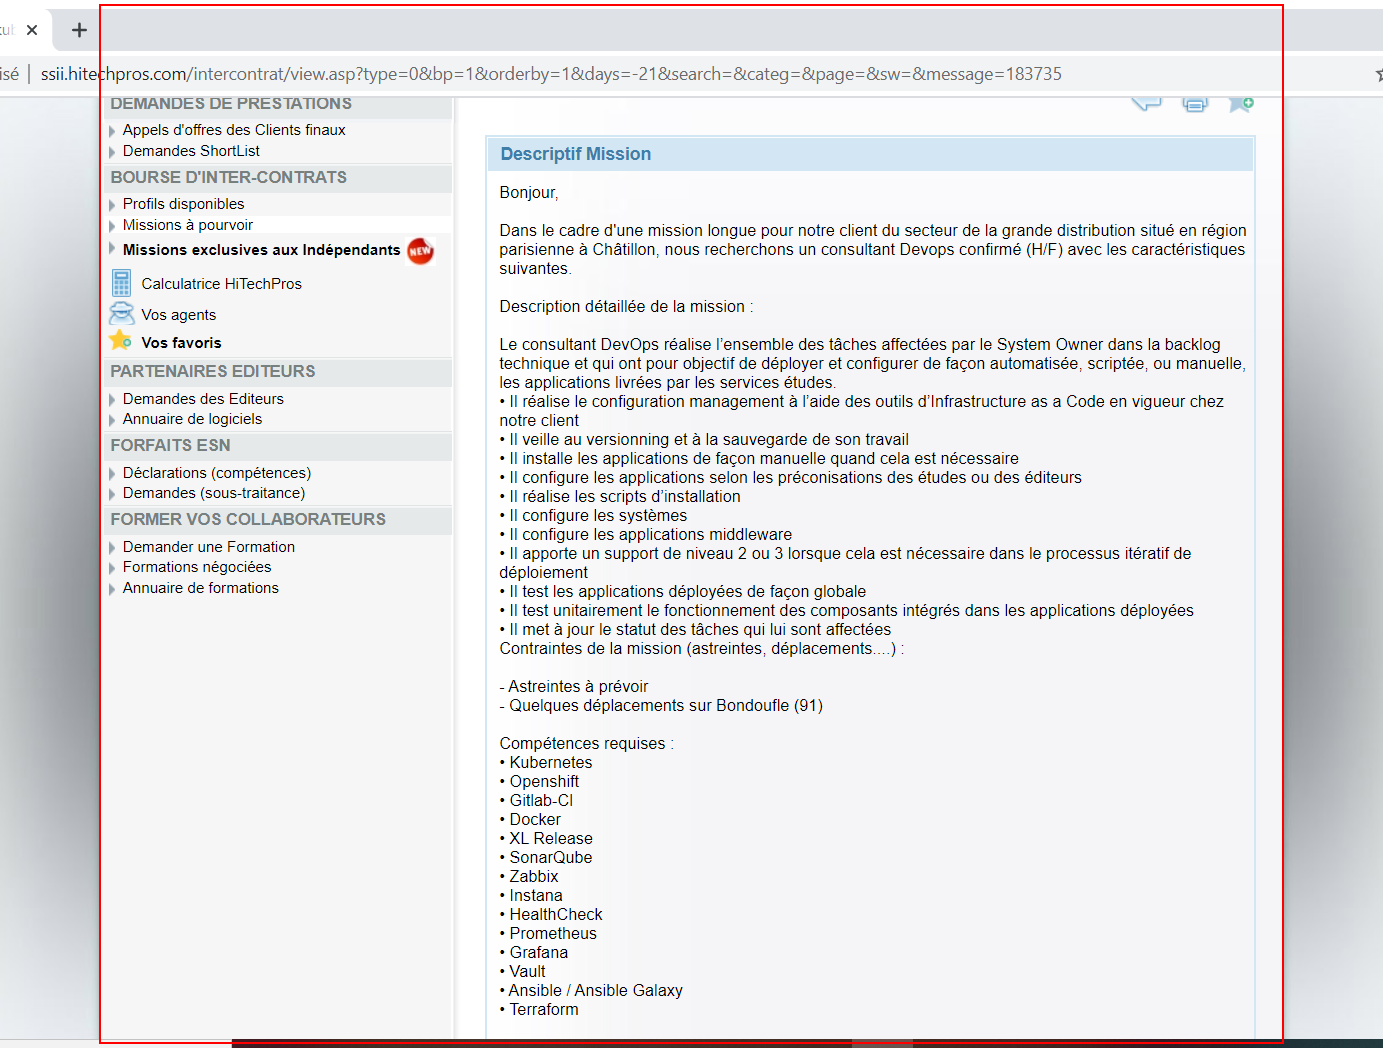 isé | ssii.hitechpros.com/intercontrat/view.asp?type=0&bp=1&orderby=1&days=-21&search=&categ=&page=&sw=&message=183735
DEMANDES DE PRESTATIONS
Appels d'offres des Clients finaux
Demandes ShortList
BOURSE D'INTER-CONTRATS
Profils disponibles
Missions à pourvoir
Missions exclusives aux Indépendants NEW
Calculatrice HiTechPros
Vos agents
Vos favoris
PARTENAIRES EDITEURS
Demandes des Editeurs
Annuaire de logiciels
FORFAITS ESN
Déclarations (compétences)
Demandes (sous-traitance)
FORMER VOS COLLABORATEURS
Demander une Formation
Formations négociées
Annuaire de formations
Descriptif Mission
Bonjour,
Dans le cadre d'une mission longue pour notre client du secteur de la grande distribution situé en région
parisienne à Châtillon, nous recherchons un consultant Devops confirmé (H/F) avec les caractéristiques
suivantes.
Description détaillée de la mission :
Le consultant DevOps réalise l’ensemble des tâches affectées par le System Owner dans la backlog
technique et qui ont pour objectif de déployer et configurer de façon automatisée, scriptée, ou manuelle,
les applications livrées par les services études.
• Il réalise le configuration management à l’aide des outils d’Infrastructure as a Code en vigueur chez
notre client
• Il veille au versionning et à la sauvegarde de son travail
• Il installe les applications de façon manuelle quand cela est nécessaire
• Il configure les applications selon les préconisations des études ou des éditeurs
• Il réalise les scripts d’installation
• Il configure les systèmes
• Il configure les applications middleware
• Il apporte un support de niveau 2 ou 3 lorsque cela est nécessaire dans le processus itératif de
déploiement
• Il test les applications déployées de façon globale
• Il test unitairement le fonctionnement des composants intégrés dans les applications déployées
• Il met à jour le statut des tâches qui lui sont affectées
Contraintes de la mission (astreintes, déplacements....) :
- Astreintes à prévoir
- Quelques déplacements sur Bondoufle (91)
Compétences requises :
• Kubernetes
• Openshift
• Gitlab-CI
• Docker
• XL Release
• SonarQube
• Zabbix
• Instana
• HealthCheck
• Prometheus
• Grafana
• Vault
• Ansible / Ansible Galaxy
• Terraform